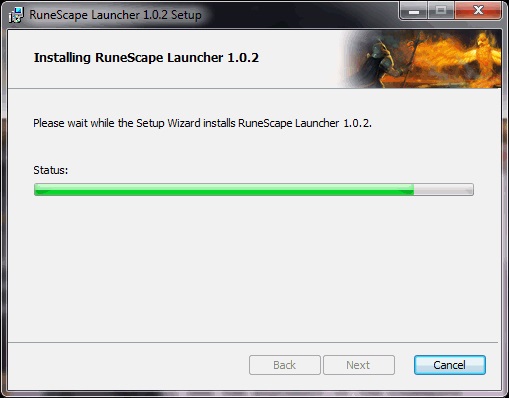 RuneScape Launcher 1.0.2 Setup
Installing RuneScape Launcher 1.0.2
Please wait while the Setup Wizard installs RuneScape Launcher 1.0.2.
Status:
Back
Next
Cancel